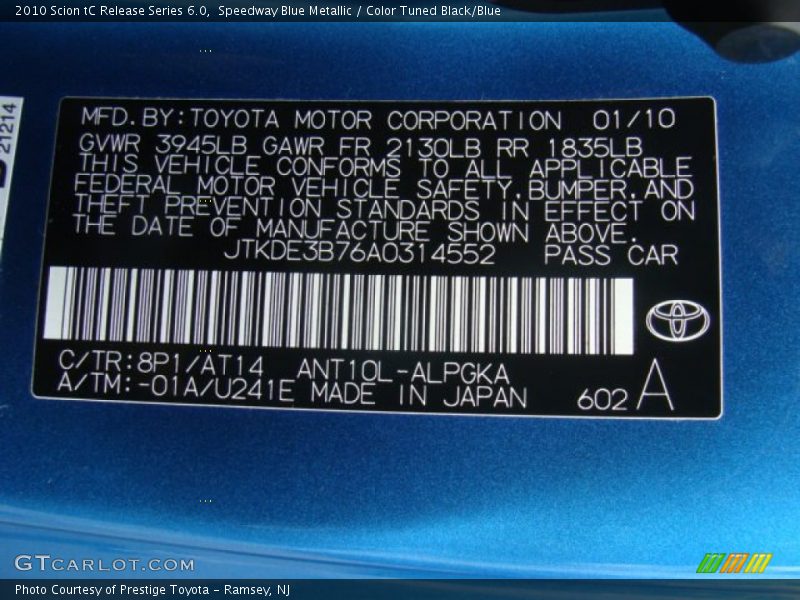 2010 Scion tC Release Series 6.0, Speedway Blue Metallic / Color Tuned Black/Blue
21214
MFD. BY: TOYOTA MOTOR CORPORATION 01/10
GVWR 3945LB GAWR FR 2130LB RR 1835LB
THIS VEHICLE CONFORMS TO ALL APPLICABLE
FEDERAL MOTOR VEHICLE SAFETY, BUMPER, AND
THEFT PREVENTION STANDARDS IN EFFECT ON
THE DATE OF MANUFACTURE SHOWN ABOVE.
JTKDE3B76A0314552 PASS CAR
C/TR: 8P1/AT14 ANT10L-ALPGKA
A/TM: -01A/U241E MADE IN JAPAN 602 A
GTCARLOT.COM
Photo Courtesy of Prestige Toyota - Ramsey, NJ